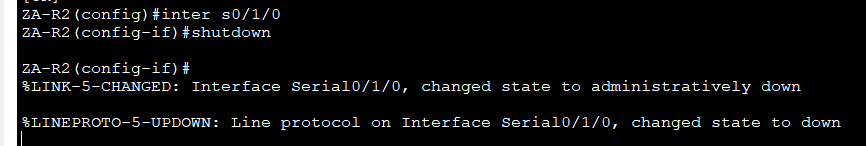 ZA-R2(config)#inter s0/1/0
ZA-R2(config-if)#shutdown
ZA-R2(config-if)#
%LINK-5-CHANGED: Interface Serial0/1/0, changed state to administratively down
%LINEPROTO-5-UPDOWN: Line protocol on Interface Serial0/1/0, changed state to down